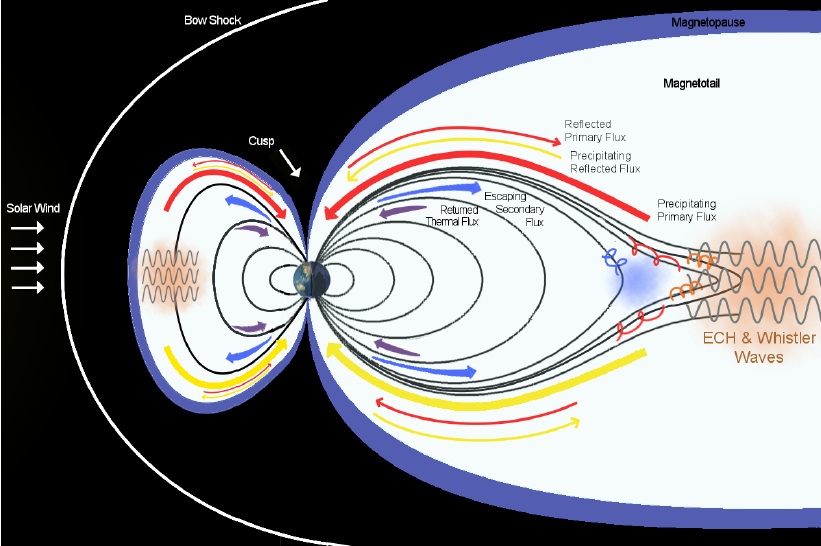 Bow Shock
Magnetopause
Magnetotail
Cusp
Reflected
Primary Flux
Precipitating
Reflected Flux
Solar Wind
Escaping
Secondary
Flux
Returned
Thermal Flux
Precipitating
Primary Flux
ECH & Whistler
Waves